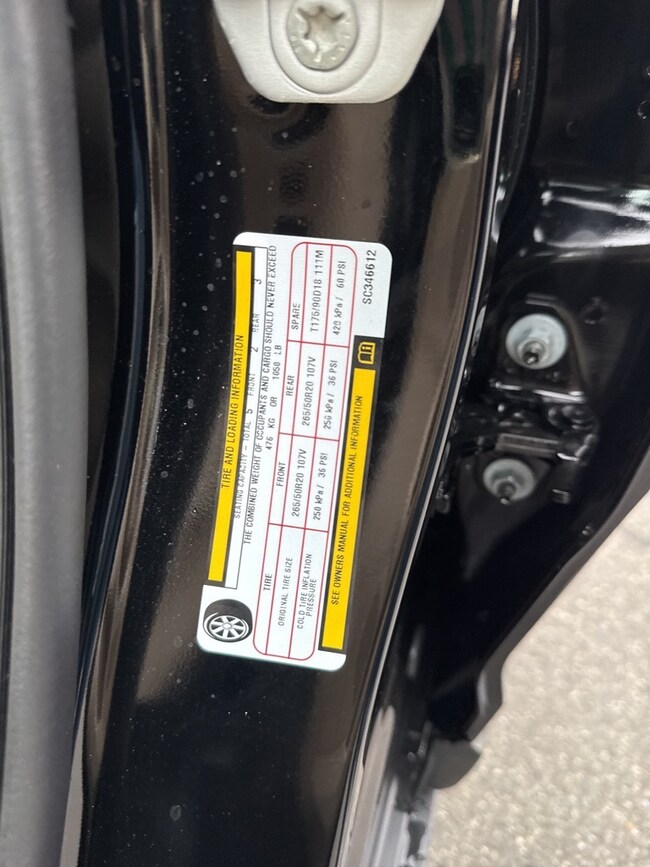 TIRE AND LOADING INFORMATION
SEATING CAPACITY - TOTAL 5 FRONT 2 REAR 3
THE COMBINED WEIGHT OF OCCUPANTS AND CARGO SHOULD NEVER EXCEED
476 KG OR 1050 LB
TIRE FRONT REAR SPARE
ORIGINAL TIRE SIZE 265/50R20 107V 265/50R20 107V T175/90D18 111M
COLD TIRE INFLATION PRESSURE 250 kPa / 36 PSI 250 kPa / 36 PSI 420 kPa / 60 PSI
SEE OWNERS MANUAL FOR ADDITIONAL INFORMATION
SC346612